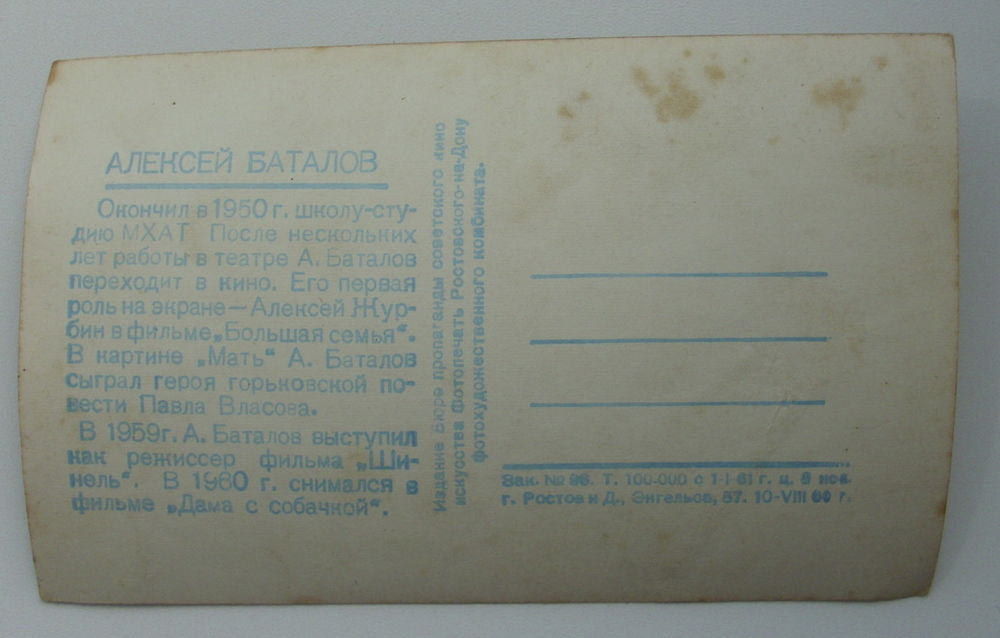 АЛЕКСЕЙ БАТАЛОВ
Окончил в 1950 г. школу-сту-
дию МХАТ После нескольких
лет работы в театре А. Баталов
переходит в кино. Его первая
роль на экране — Алексей Жур-
бин в фильме „Большая семья“.
В картине „Мать“ А. Баталов
сыграл героя горьковской по-
вести Павла Власова.
В 1959 г. А. Баталов выступил
как режиссер фильма „Ши-
нель“. В 1960 г. снимался в
фильме „Дама с собачкой“.
Издание Бюро пропаганды советского кино
искусства Фотопечать Ростовского-на-Дону
фотохудожественного комбината.
Зак. № 96. Т. 100.000 с 1-I-61 г. ц. коп.
г. Ростов н Д., Энгельса, 87. 10-VIII 60 г.